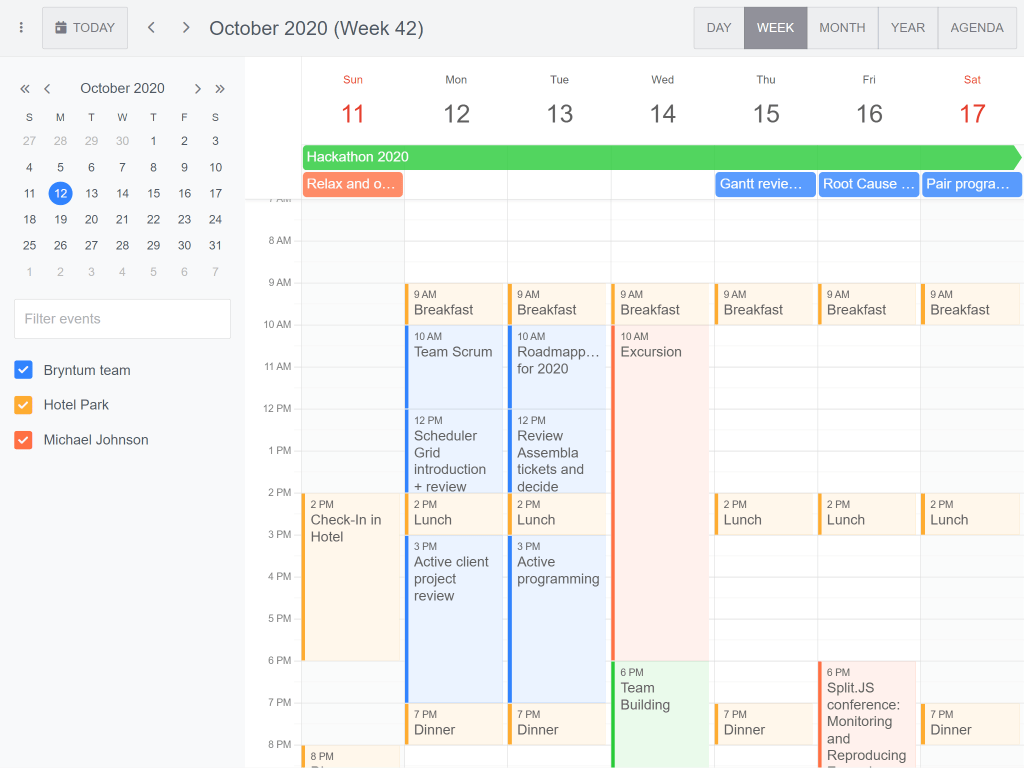 TODAY
October 2020 (Week 42)
DAY
WEEK
MONTH
YEAR
AGENDA
October 2020
S M T W T F S
27 28 29 30 1 2 3
4 5 6 7 8 9 10
11 12 13 14 15 16 17
18 19 20 21 22 23 24
25 26 27 28 29 30 31
1 2 3 4 5 6 7
Filter events
Bryntum team
Hotel Park
Michael Johnson
Sun Mon Tue Wed Thu Fri Sat
11 12 13 14 15 16 17
Hackathon 2020
Relax and o...
Gantt revie...
Root Cause ...
Pair progra...
7 AM
8 AM
9 AM
10 AM
11 AM
12 PM
1 PM
2 PM
3 PM
4 PM
5 PM
6 PM
7 PM
8 PM
2 PM
Check-In in
Hotel
8 PM
9 AM
Breakfast
10 AM
Team Scrum
12 PM
Scheduler
Grid
introduction
+ review
2 PM
Lunch
3 PM
Active client
project
review
7 PM
Dinner
9 AM
Breakfast
10 AM
Roadmapp...
for 2020
12 PM
Review
Assembla
tickets and
decide
2 PM
Lunch
3 PM
Active
programming
7 PM
Dinner
9 AM
Breakfast
10 AM
Excursion
6 PM
Team
Building
9 AM
Breakfast
2 PM
Lunch
7 PM
Dinner
9 AM
Breakfast
2 PM
Lunch
6 PM
Split.JS
conference:
Monitoring
and
Reproducing
9 AM
Breakfast
2 PM
Lunch
7 PM
Dinner